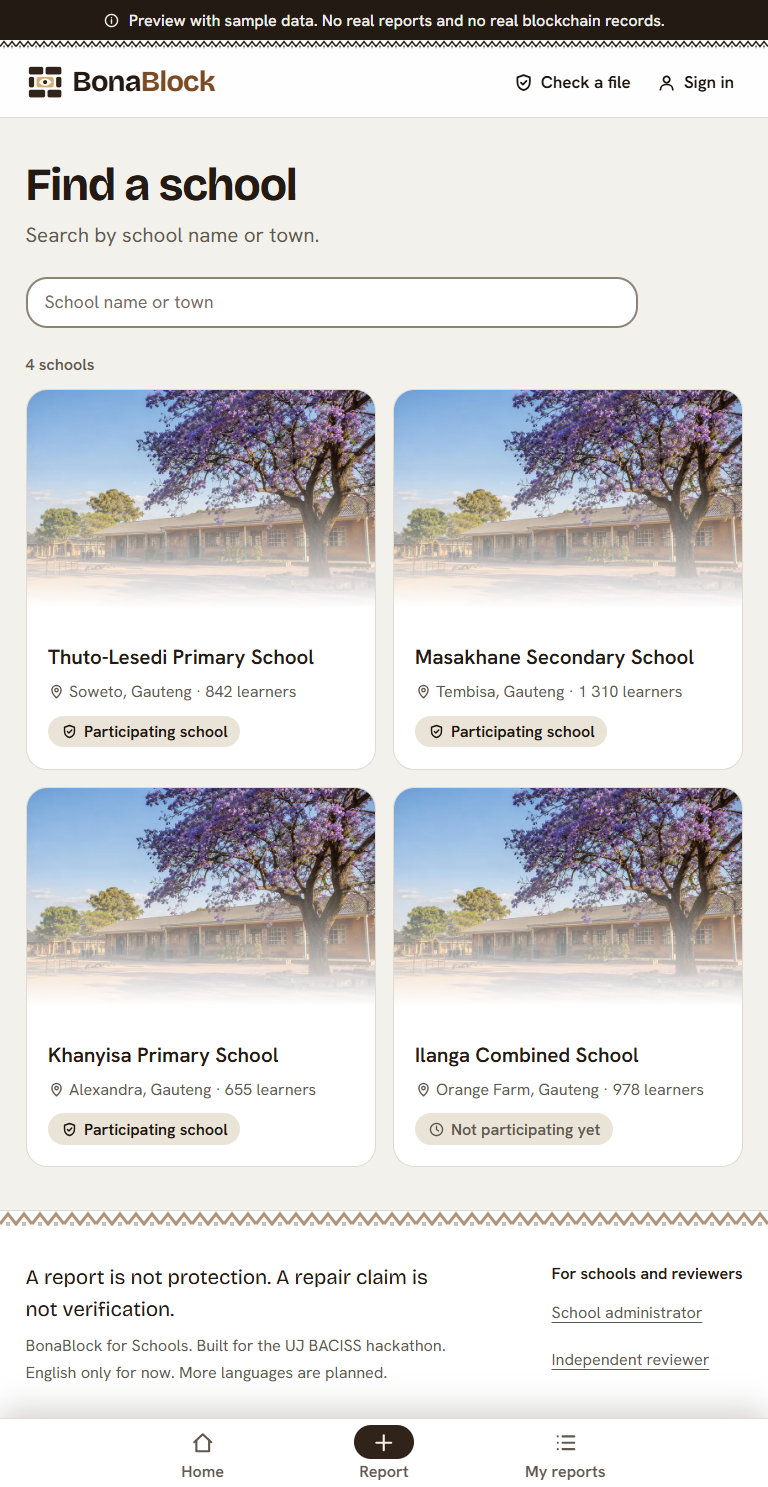 Preview with sample data. No real reports and no real blockchain records.
BonaBlock
Check a file
Sign in
Find a school
Search by school name or town.
School name or town
4 schools
Thuto-Lesedi Primary School
Soweto, Gauteng · 842 learners
Participating school
Masakhane Secondary School
Tembisa, Gauteng · 1 310 learners
Participating school
Khanyisa Primary School
Alexandra, Gauteng · 655 learners
Participating school
Ilanga Combined School
Orange Farm, Gauteng · 978 learners
Not participating yet
A report is not protection. A repair claim is
not verification.
BonaBlock for Schools. Built for the UJ BACISS hackathon.
English only for now. More languages are planned.
For schools and reviewers
School administrator
Independent reviewer
Home
Report
My reports